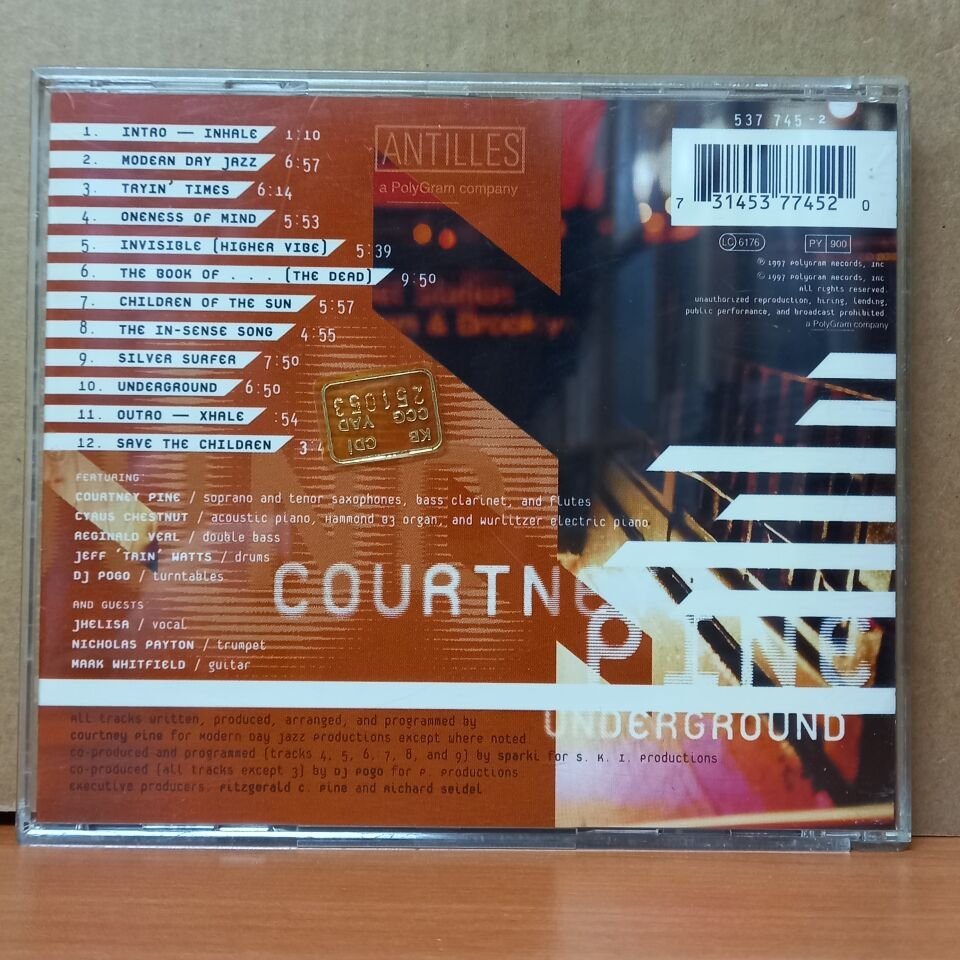 1. INTRO — INHALE 1:10
2. MODERN DAY JAZZ 6:57
3. TRYIN' TIMES 6:14
4. ONENESS OF MIND 5:53
5. INVISIBLE (HIGHER VIBE) 5:39
6. THE BOOK OF . . . (THE DEAD) 9:50
7. CHILDREN OF THE SUN 5:57
8. THE IN-SENSE SONG 4:55
9. SILVER SURFER 7:50
10. UNDERGROUND 6:50
11. OUTRO — XHALE :54
12. SAVE THE CHILDREN 3:4
ANTILLES
a PolyGram company
537 745-2
7 31453 77452 0
LC 6176
PY 900
℗ 1997 PolyGram Records, Inc
© 1997 PolyGram Records, Inc
All rights reserved.
unauthorized reproduction, hiring, lending,
public performance, and broadcast prohibited.
a PolyGram company
KB CDİ
CCG YAD
251053
FEATURING:
COURTNEY PINE / soprano and tenor saxophones, bass clarinet, and flutes
CYRUS CHESTNUT / acoustic piano, Hammond B3 organ, and Wurlitzer electric piano
REGINALD VEAL / double bass
JEFF 'TAIN' WATTS / drums
DJ POGO / turntables
AND GUESTS
JHELISA / vocal
NICHOLAS PAYTON / trumpet
MARK WHITFIELD / guitar
COURTNEY
PINE
UNDERGROUND
All tracks written, produced, arranged, and programmed by
Courtney Pine for Modern Day Jazz Productions except where noted
co-produced and programmed (tracks 4, 5, 6, 7, 8, and 9) by Sparki for S. K. I. Productions
co-produced (all tracks except 3) by DJ Pogo for P. Productions
Executive producers: Fitzgerald C. Pine and Richard Seidel